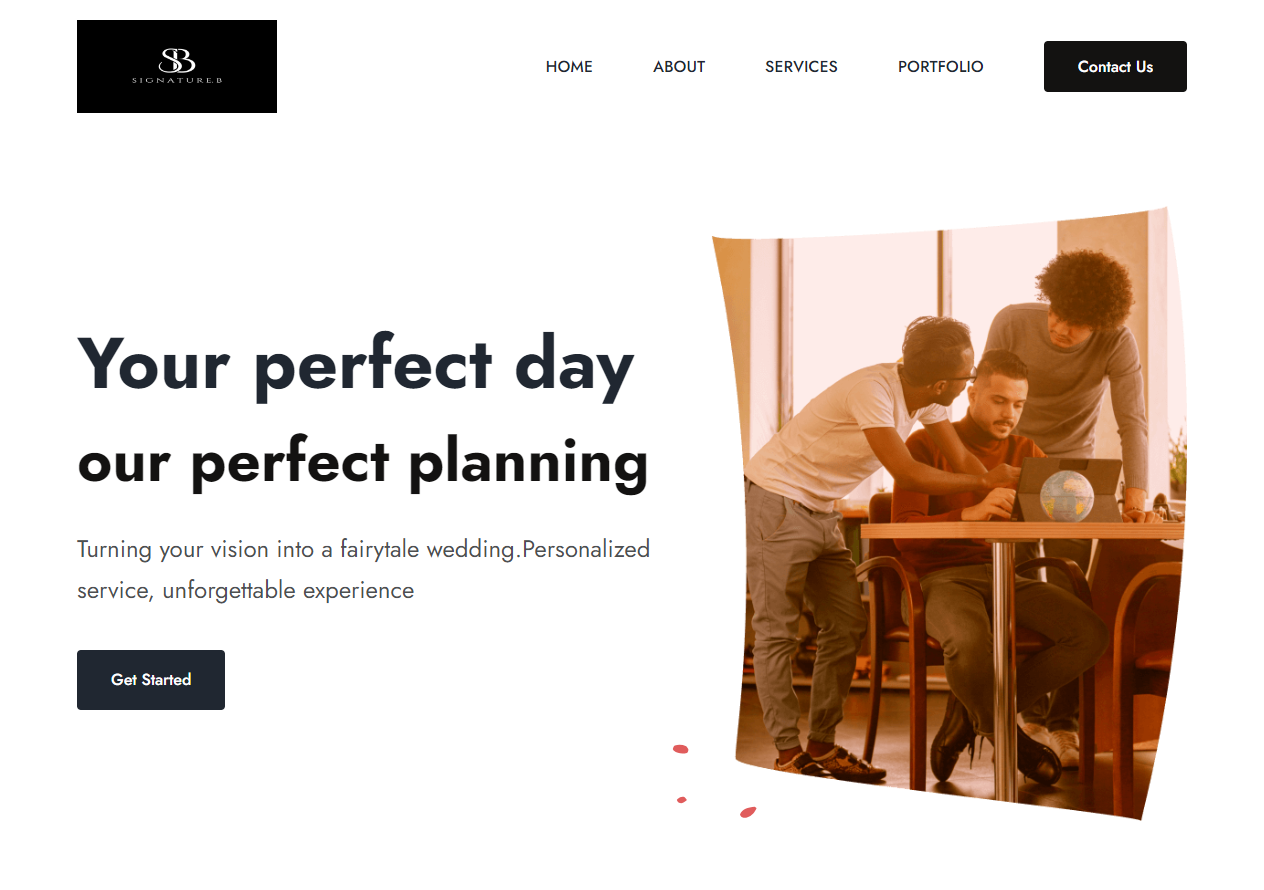 SB
SIGNATURE.B
HOME
ABOUT
SERVICES
PORTFOLIO
Contact Us
Your perfect day
our perfect planning
Turning your vision into a fairytale wedding.Personalized
service, unforgettable experience
Get Started